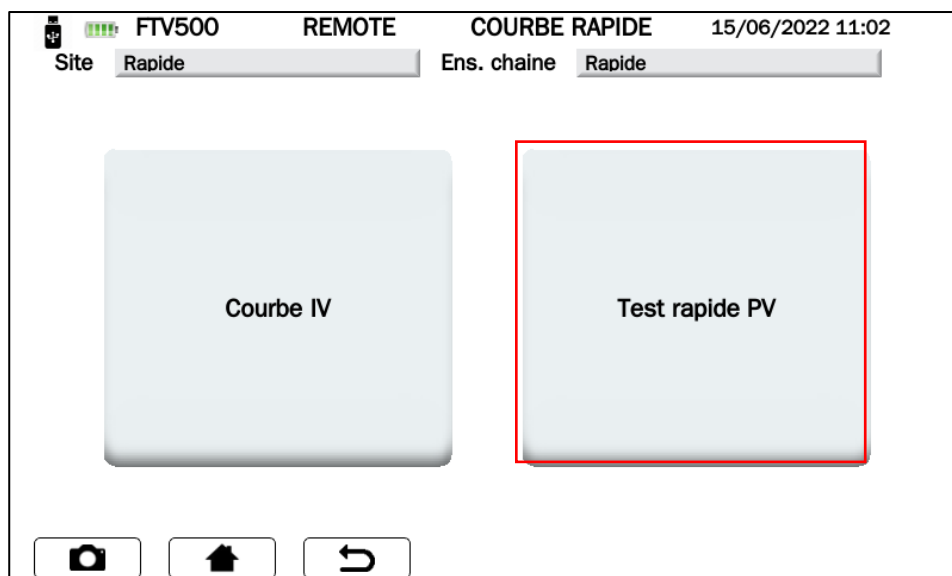 FTV500 REMOTE COURBE RAPIDE 15/06/2022 11:02
Site Rapide Ens. chaine Rapide
Courbe IV Test rapide PV